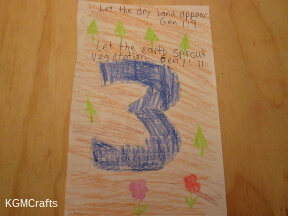 Let the dry land appear
Gen 1:9
Let the earth sprout
vegetation Gen 1:11
3
KGMCrafts